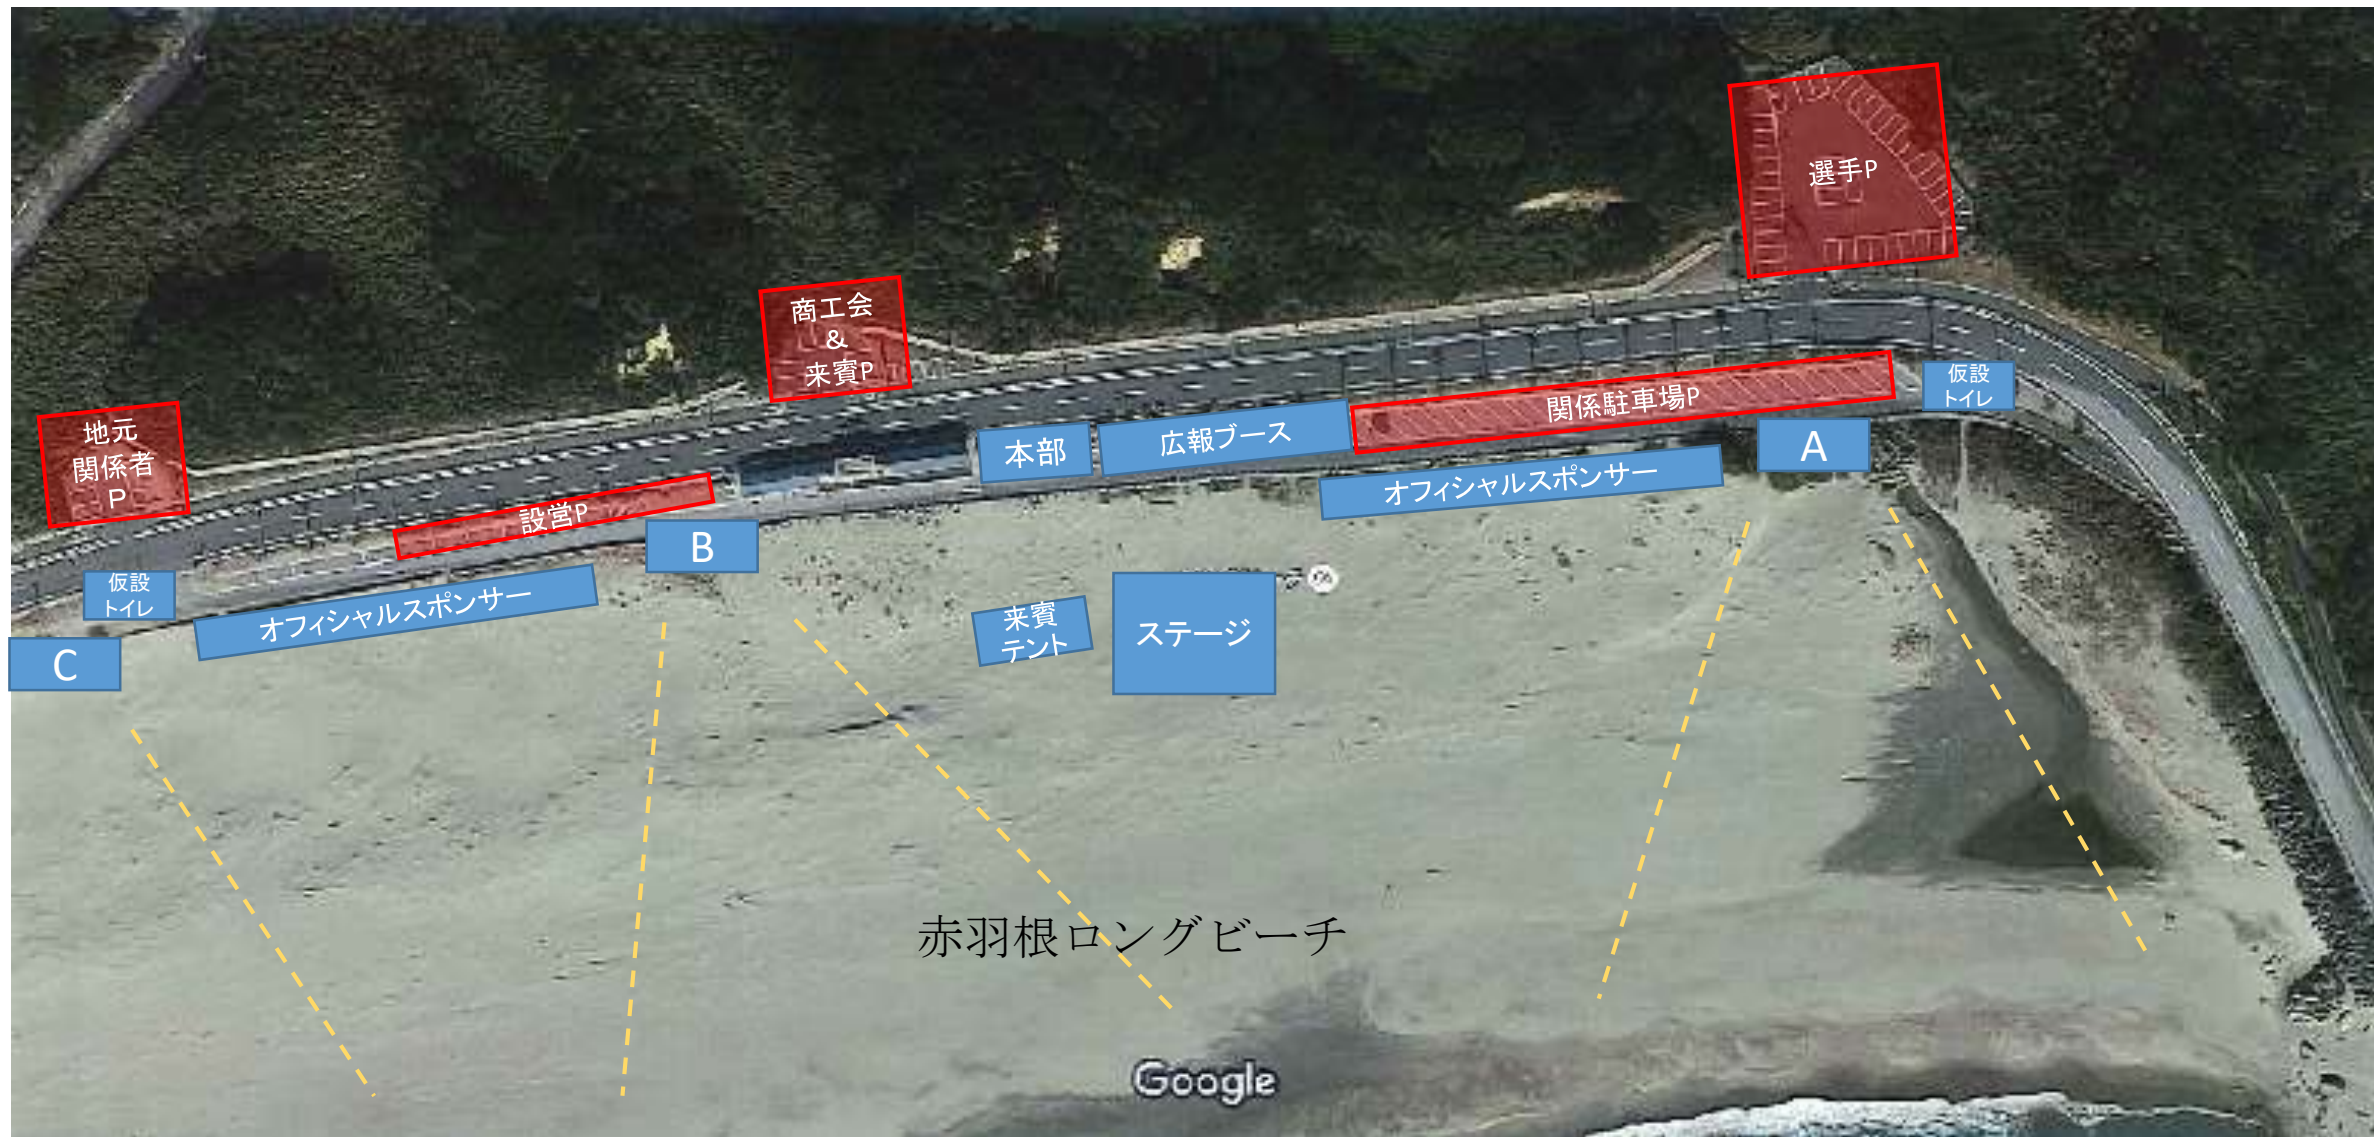 選手P
商工会
&
来賓P
地元
関係者
P
関係駐車場P
仮設
トイレ
本部
広報ブース
オフィシャルスポンサー
A
設営P
B
仮設
トイレ
オフィシャルスポンサー
C
来賓
テント
ステージ
赤羽根ロングビーチ
Google